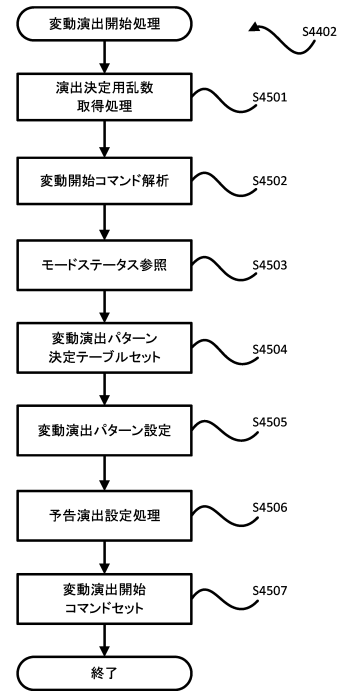 変動演出開始処理
S4402
演出決定用乱数
取得処理
S4501
変動開始コマンド解析
S4502
モードステータス参照
S4503
変動演出パターン
決定テーブルセット
S4504
変動演出パターン設定
S4505
予告演出設定処理
S4506
変動演出開始
コマンドセット
S4507
終了